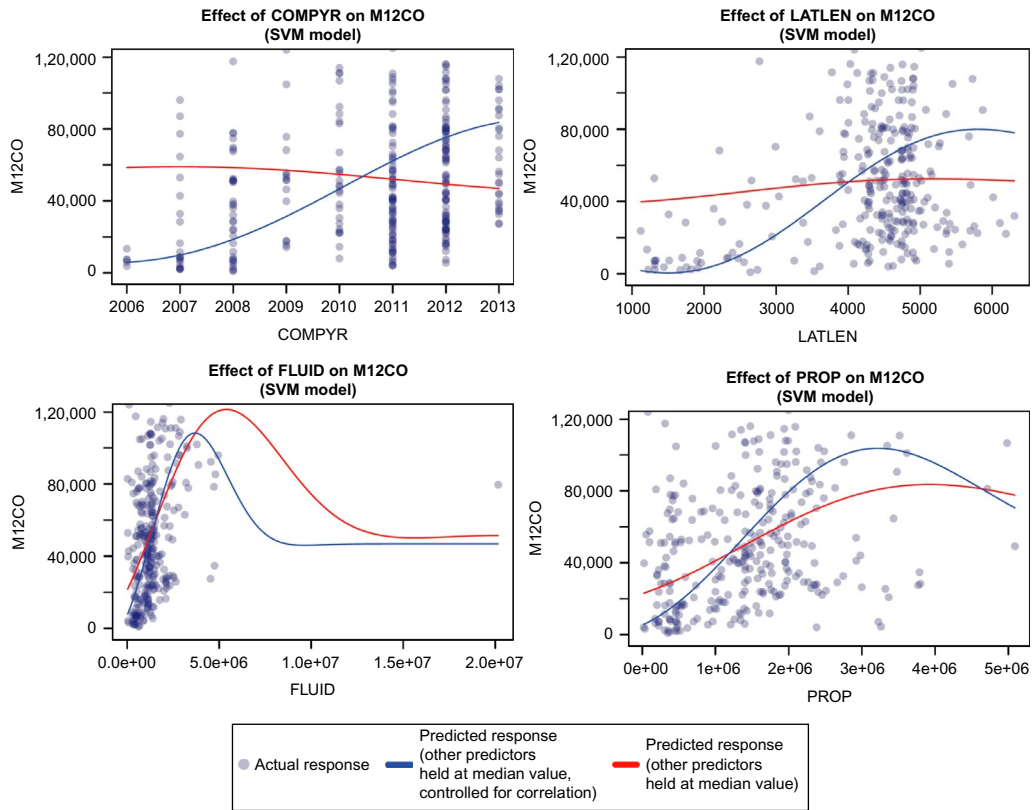 Effect of COMPYR on M12CO
(SVM model)
1,20,000
80,000
40,000
0
M12CO
2006 2007 2008 2009 2010 2011 2012 2013
COMPYR
Effect of LATLEN on M12CO
(SVM model)
1,20,000
80,000
40,000
0
M12CO
1000 2000 3000 4000 5000 6000
LATLEN
Effect of FLUID on M12CO
(SVM model)
1,20,000
80,000
40,000
0
M12CO
0.0e+00 5.0e+06 1.0e+07 1.5e+07 2.0e+07
FLUID
Effect of PROP on M12CO
(SVM model)
1,20,000
80,000
40,000
0
M12CO
0e+00 1e+06 2e+06 3e+06 4e+06 5e+06
PROP
Actual response
Predicted response
(other predictors
held at median value,
controlled for correlation)
Predicted response
(other predictors
held at median value)